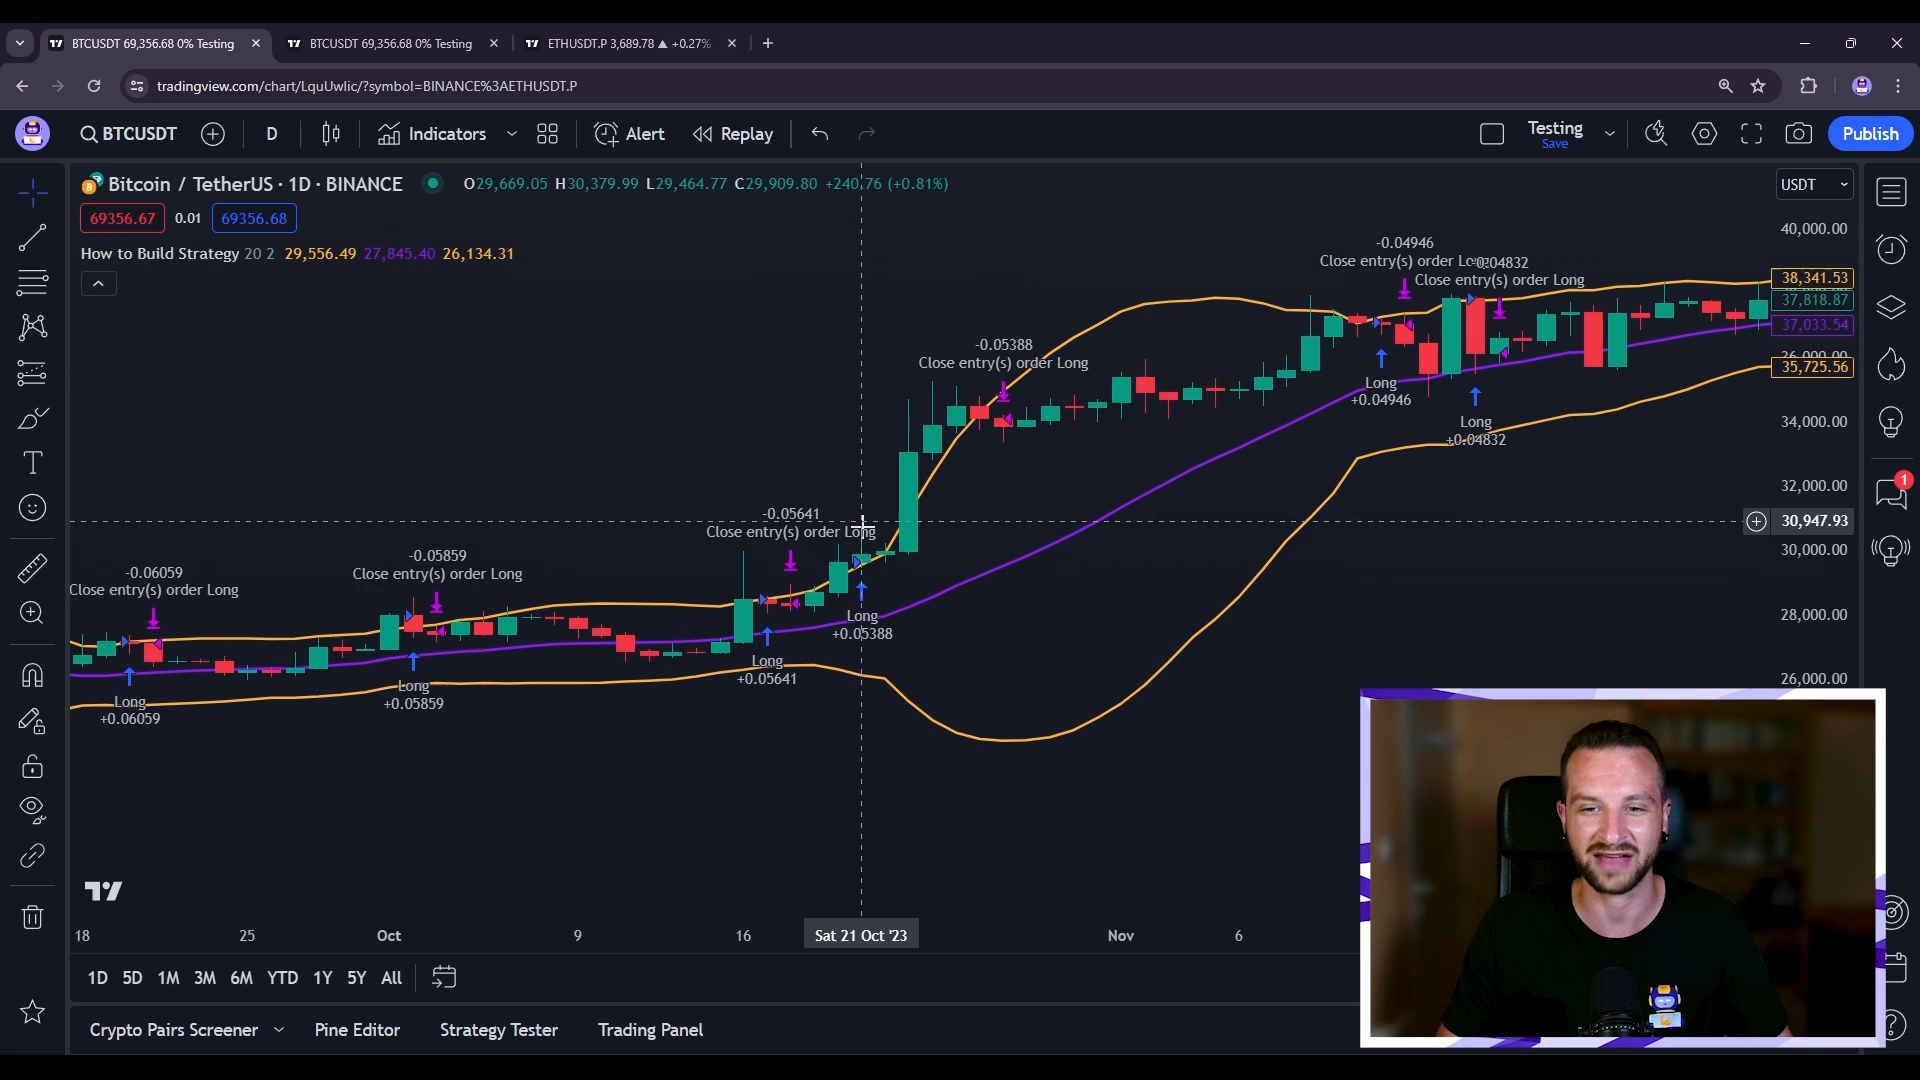 BTCUSDT 69,356.68 0% Testing
BTCUSDT 69,356.68 0% Testing
ETHUSDT.P 3,689.78 ▲ +0.27%
tradingview.com/chart/LquUwlic/?symbol=BINANCE%3AETHUSDT.P
BTCUSDT
D
Indicators
Alert
Replay
Testing
Save
Publish
Bitcoin / TetherUS · 1D · BINANCE
O29,669.05 H30,379.99 L29,464.77 C29,909.80 +240.76 (+0.81%)
USDT
69356.67
0.01
69356.68
How to Build Strategy 20 2 29,556.49 27,845.40 26,134.31
40,000.00
38,341.53
37,818.87
37,033.54
36,000.00
35,725.56
34,000.00
32,000.00
30,947.93
30,000.00
28,000.00
26,000.00
-0.06059
Close entry(s) order Long
Long
+0.06059
-0.05859
Close entry(s) order Long
Long
+0.05859
-0.05641
Close entry(s) order Long
Long
+0.05641
Long
+0.05388
-0.05388
Close entry(s) order Long
-0.04946
Close entry(s) order Long
-0.04832
Close entry(s) order Long
Long
+0.04946
Long
+0.04832
1
18
25
Oct
9
16
Sat 21 Oct '23
Nov
6
1D
5D
1M
3M
6M
YTD
1Y
5Y
All
Crypto Pairs Screener
Pine Editor
Strategy Tester
Trading Panel